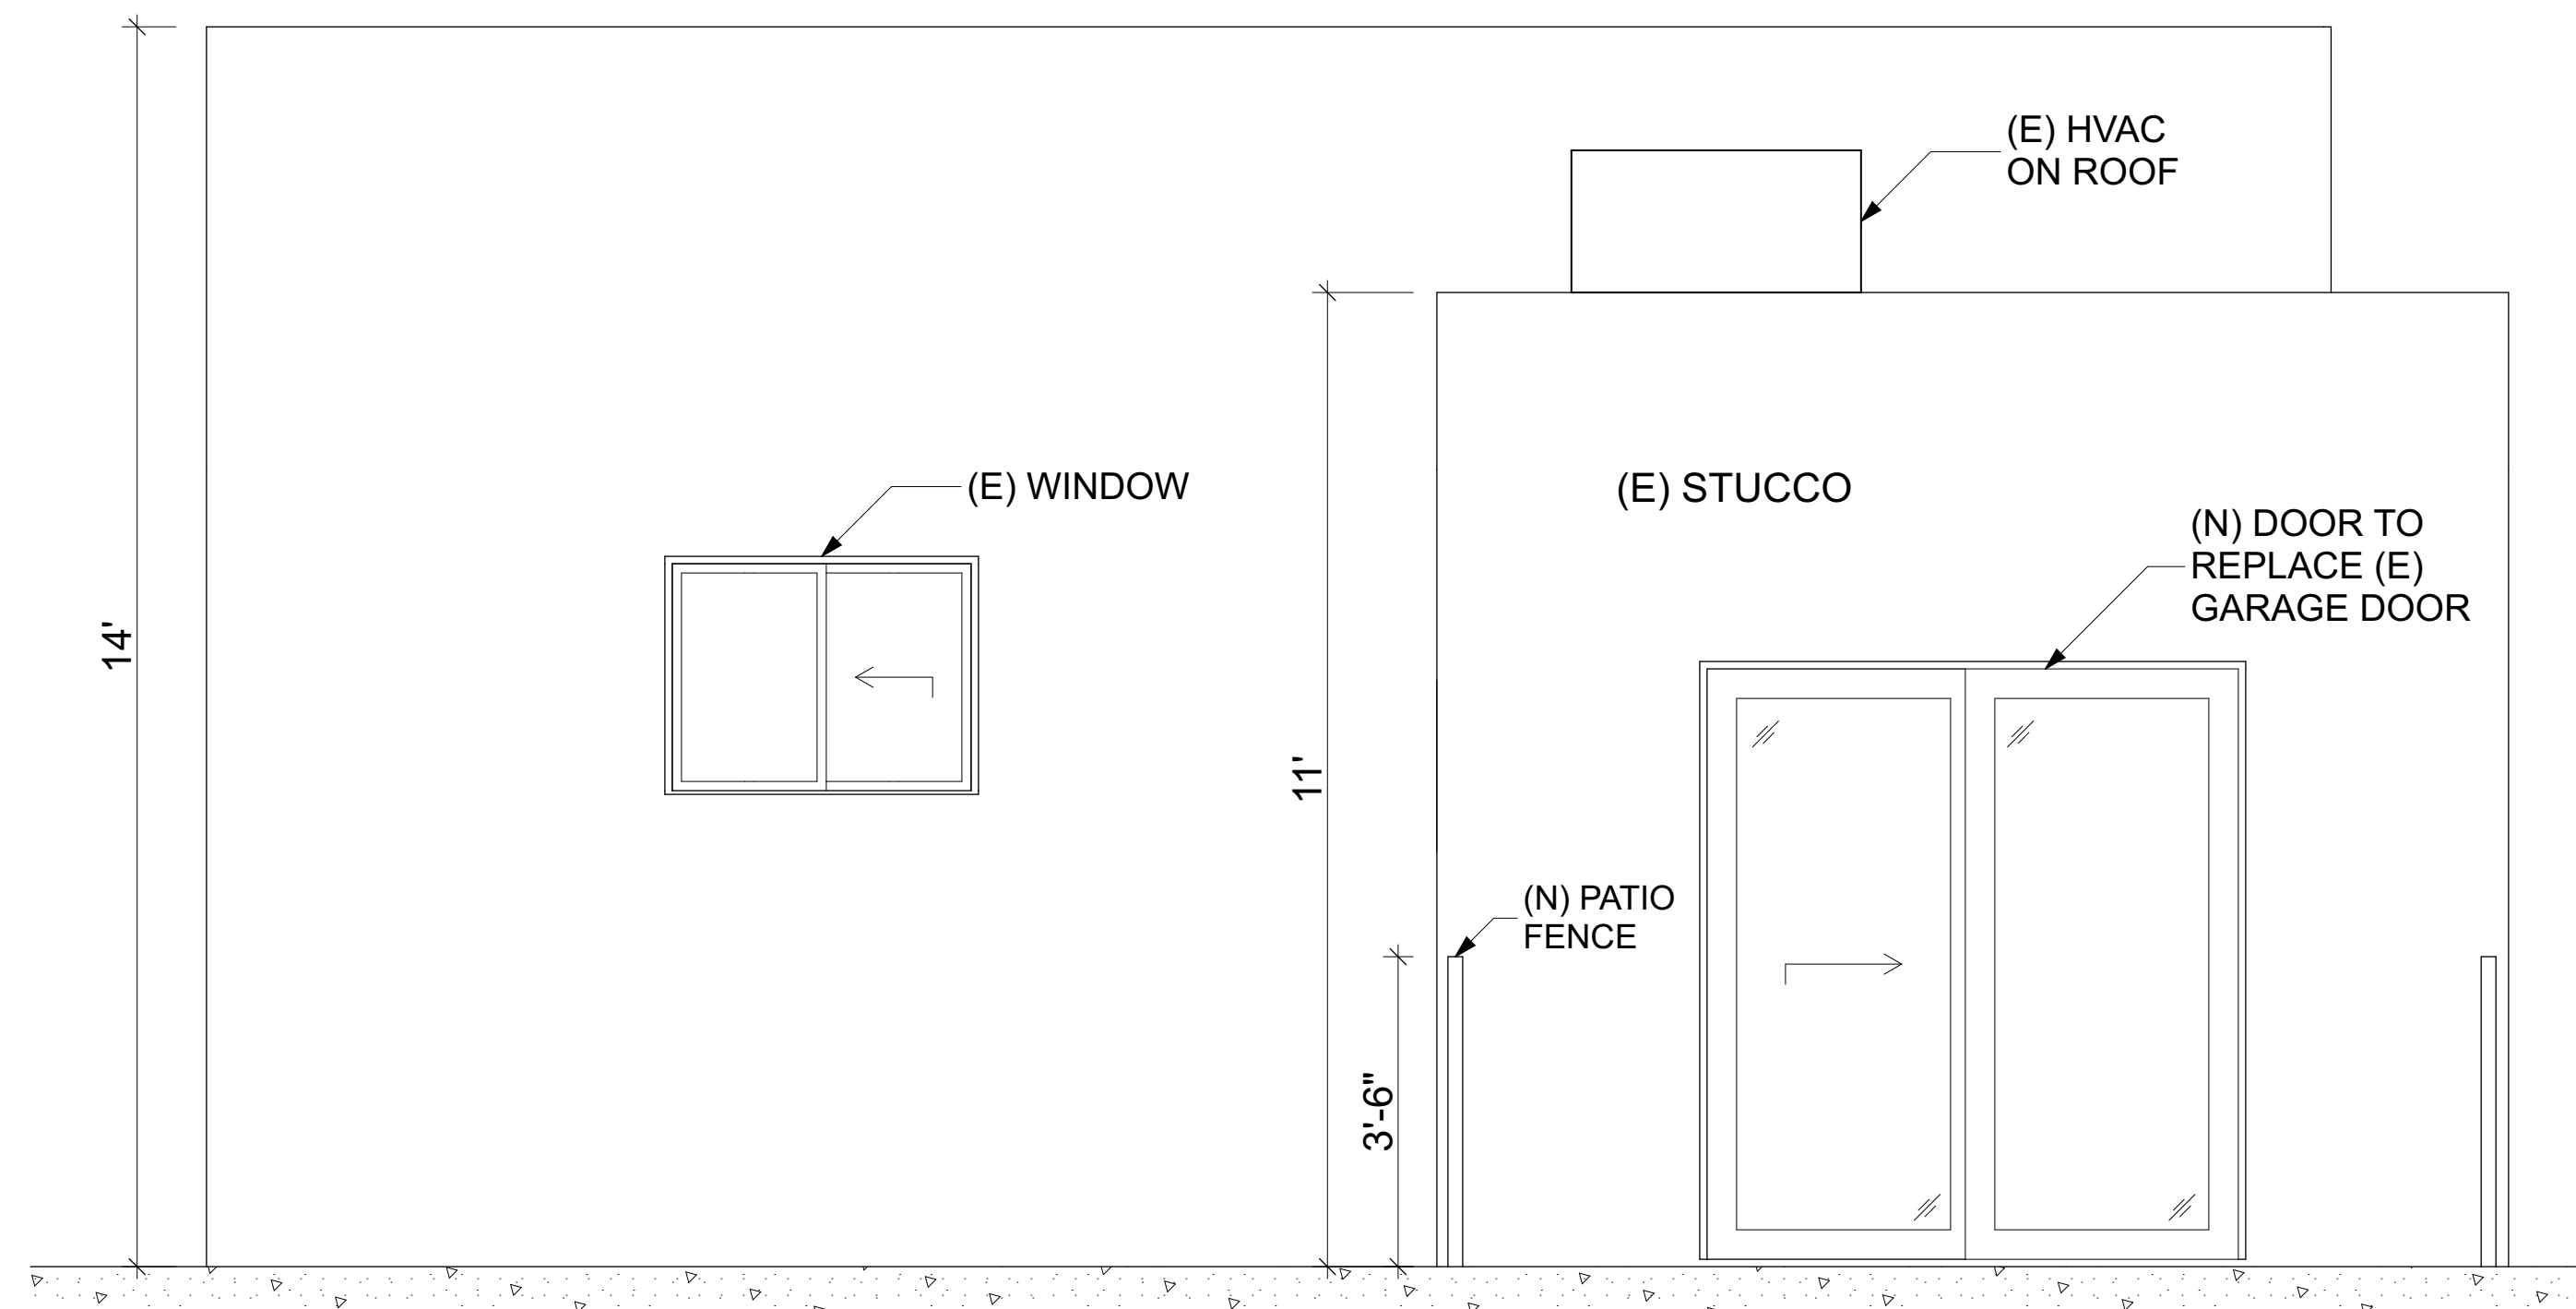 (E) HVAC
ON ROOF
(E) WINDOW
(E) STUCCO
(N) DOOR TO
REPLACE (E)
GARAGE DOOR
14'
11'
(N) PATIO
FENCE
3'-6"